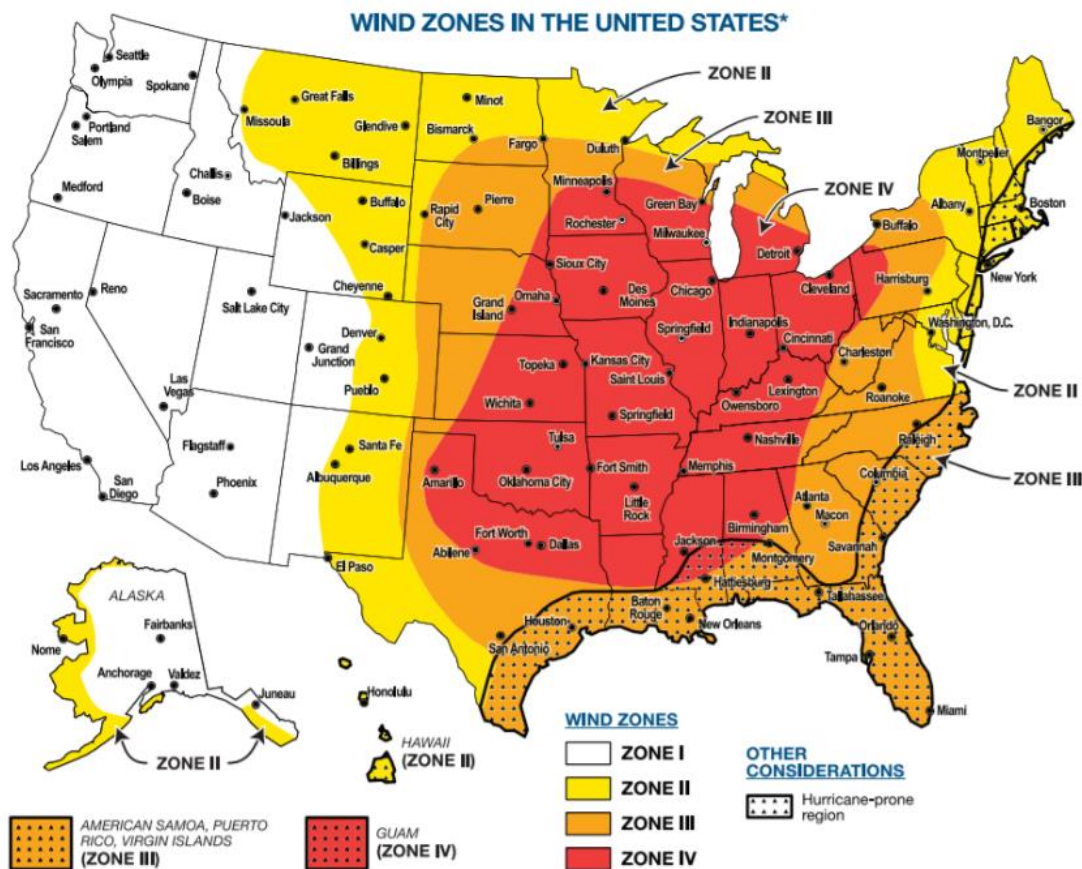 WIND ZONES IN THE UNITED STATES*
ZONE II
ZONE III
ZONE IV
Seattle
Olympia
Spokane
Portland
Salem
Medford
Great Falls
Missoula
Glendive
Billings
Minot
Bismarck
Fargo
Duluth
Challis
Boise
Jackson
Buffalo
Casper
Cheyenne
Rapid
City
Pierre
Minneapolis
Rochester
Green Bay
Milwaukee
Detroit
Bangor
Montpelier
Albany
Boston
Buffalo
New York
Harrisburg
Washington, D.C.
Cleveland
Sioux City
Des
Moines
Chicago
Omaha
Grand
Island
Reno
Sacramento
San
Francisco
Salt Lake City
Denver
Grand
Junction
Pueblo
Las
Vegas
Springfield
Indianapolis
Cincinnati
Charleston
Topeka
Kansas City
Saint Louis
Lexington
Owensboro
Roanoke
ZONE II
Wichita
Springfield
Flagstaff
Santa Fe
Albuquerque
Los Angeles
San
Diego
Phoenix
Tulsa
Nashville
Raleigh
Amarillo
Oklahoma City
Fort Smith
Memphis
Columbia
ZONE III
Little
Rock
Atlanta
Macon
Birmingham
Fort Worth
Dallas
Abilene
Jackson
Montgomery
Savannah
El Paso
Hattiesburg
Tallahassee
Baton
Rouge
Houston
New Orleans
Orlando
San Antonio
Tampa
Miami
ALASKA
Fairbanks
Nome
Anchorage
Valdez
Juneau
ZONE II
Honolulu
HAWAII
(ZONE II)
WIND ZONES
ZONE I
ZONE II
ZONE III
ZONE IV
OTHER
CONSIDERATIONS
Hurricane-prone
region
AMERICAN SAMOA, PUERTO
RICO, VIRGIN ISLANDS
(ZONE III)
GUAM
(ZONE IV)